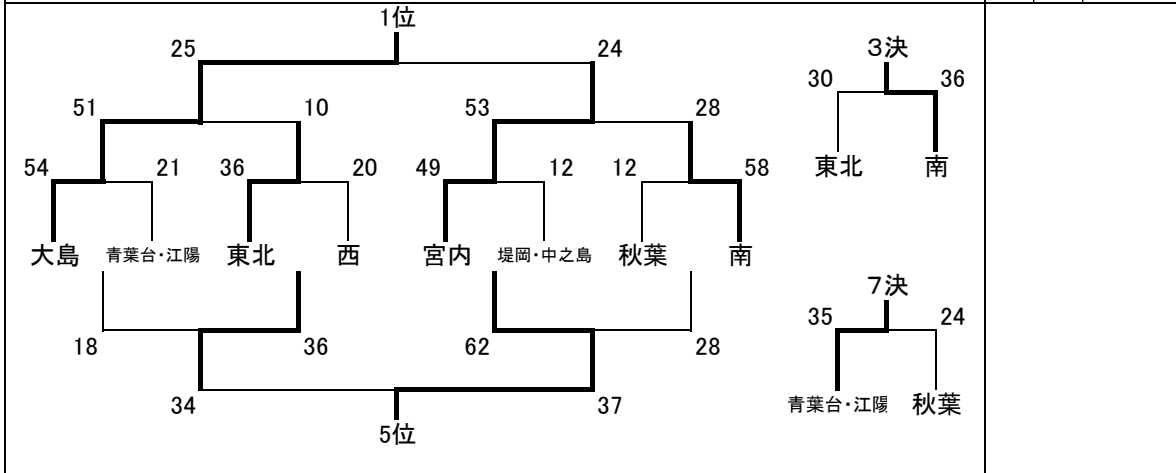 1位
25 24 3決
30 36
51 10 53 28
54 21 36 20 49 12 12 58
東北 南
大島 青葉台・江陽 東北 西 宮内 堤岡・中之島 秋葉 南
7決
35 24
18 36 62 28
34 37 青葉台・江陽 秋葉
5位